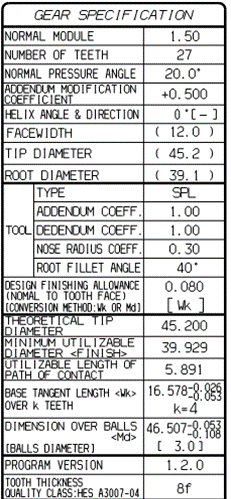 GEAR SPECIFICATION
NORMAL MODULE 1.50
NUMBER OF TEETH 27
NORMAL PRESSURE ANGLE 20.0°
ADDENDUM MODIFICATION
COEFFICIENT +0.500
HELIX ANGLE & DIRECTION 0°[-]
FACEWIDTH ( 12.0 )
TIP DIAMETER ( 45.2 )
ROOT DIAMETER ( 39.1 )
TOOL
TYPE SPL
ADDENDUM COEFF. 1.00
DEDENDUM COEFF. 1.00
NOSE RADIUS COEFF. 0.30
ROOT FILLET ANGLE 40°
DESIGN FINISHING ALLOWANCE 0.080
(NOMAL TO TOOTH FACE)
[CONVERSION METHOD:Wk OR Md] [ Wk ]
THEORETICAL TIP
DIAMETER 45.200
MINIMUM UTILIZABLE
DIAMETER <FINISH> 39.929
UTILIZABLE LENGTH OF
PATH OF CONTACT 5.891
BASE TANGENT LENGTH <Wk> 16.578-0.026
-0.053
OVER k TEETH k=4
DIMENSION OVER BALLS 46.507-0.053
<Md> -0.108
[BALLS DIAMETER] [ 3.0]
PROGRAM VERSION 1.2.0
TOOTH THICKNESS
QUALITY CLASS:HES A3007-04 8f